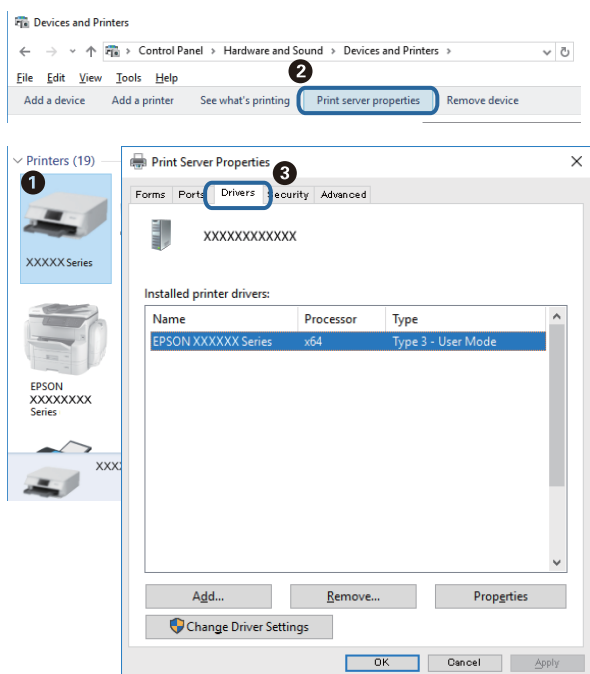 Devices and Printers
Control Panel > Hardware and Sound > Devices and Printers >
File Edit View Tools Help
2
Add a device Add a printer See what's printing Print server properties Remove device
Printers (19)
1
XXXXX Series
EPSON
XXXXXXXX
Series
XXX
Print Server Properties
3
Forms Ports Drivers Security Advanced
XXXXXXXXXXXX
Installed printer drivers:
Name Processor Type
EPSON XXXXXX Series x64 Type 3 - User Mode
Add... Remove... Properties
Change Driver Settings
OK Cancel Apply